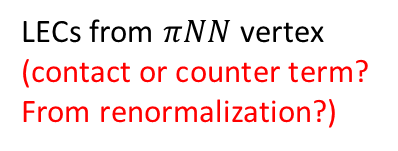 LECs from πNN vertex
(contact or counter term?
From renormalization?)